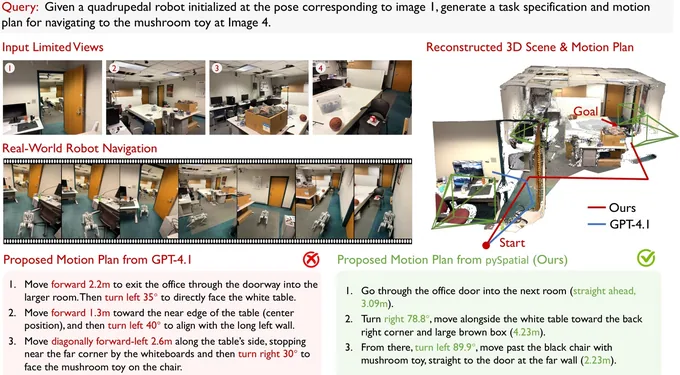 Query: Given a quadrupedal robot initialized at the pose corresponding to image 1, generate a task specification and motion
plan for navigating to the mushroom toy at Image 4.
Input Limited Views
Reconstructed 3D Scene & Motion Plan
1
2
3
4
Goal
Real-World Robot Navigation
Ours
GPT-4.1
Start
Proposed Motion Plan from GPT-4.1
1. Move forward 2.2m to exit the office through the doorway into the
larger room. Then turn left 35° to directly face the white table.
2. Move forward 1.3m toward the near edge of the table (center
position), and then turn left 40° to align with the long left wall.
3. Move diagonally forward-left 2.6m along the table's side, stopping
near the far corner by the whiteboards and then turn right 30° to
face the mushroom toy on the chair.
Proposed Motion Plan from pySpatial (Ours)
1. Go through the office door into the next room (straight ahead,
3.09m).
2. Turn right 78.8°, move alongside the white table toward the back
right corner and large brown box (4.23m).
3. From there, turn left 89.9°, move past the black chair with
mushroom toy, straight to the door at the far wall (2.23m).